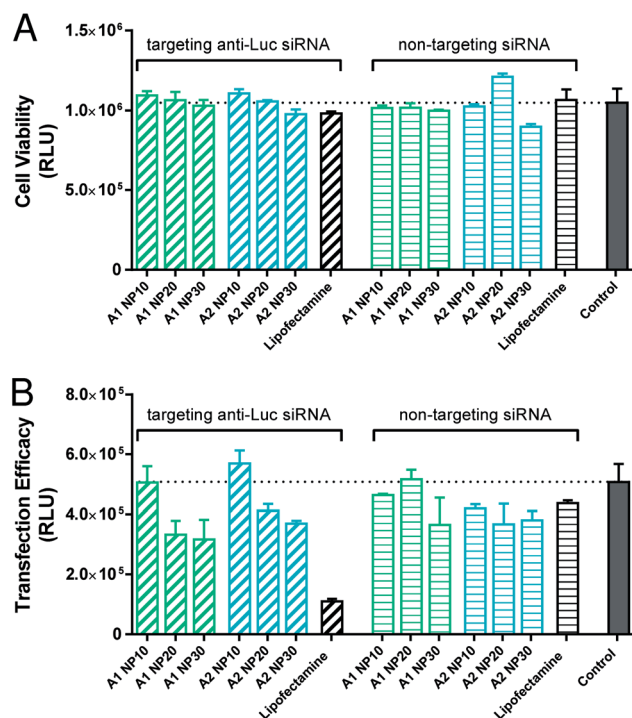 A
targeting anti-Luc siRNA
non-targeting siRNA
Cell Viability
(RLU)
1.5×10⁶
1.0×10⁶
5.0×10⁵
0
A1 NP10
A1 NP20
A1 NP30
A2 NP10
A2 NP20
A2 NP30
Lipofectamine
A1 NP10
A1 NP20
A1 NP30
A2 NP10
A2 NP20
A2 NP30
Lipofectamine
Control
B
targeting anti-Luc siRNA
non-targeting siRNA
Transfection Efficacy
(RLU)
8.0×10⁵
6.0×10⁵
4.0×10⁵
2.0×10⁵
0
A1 NP10
A1 NP20
A1 NP30
A2 NP10
A2 NP20
A2 NP30
Lipofectamine
A1 NP10
A1 NP20
A1 NP30
A2 NP10
A2 NP20
A2 NP30
Lipofectamine
Control